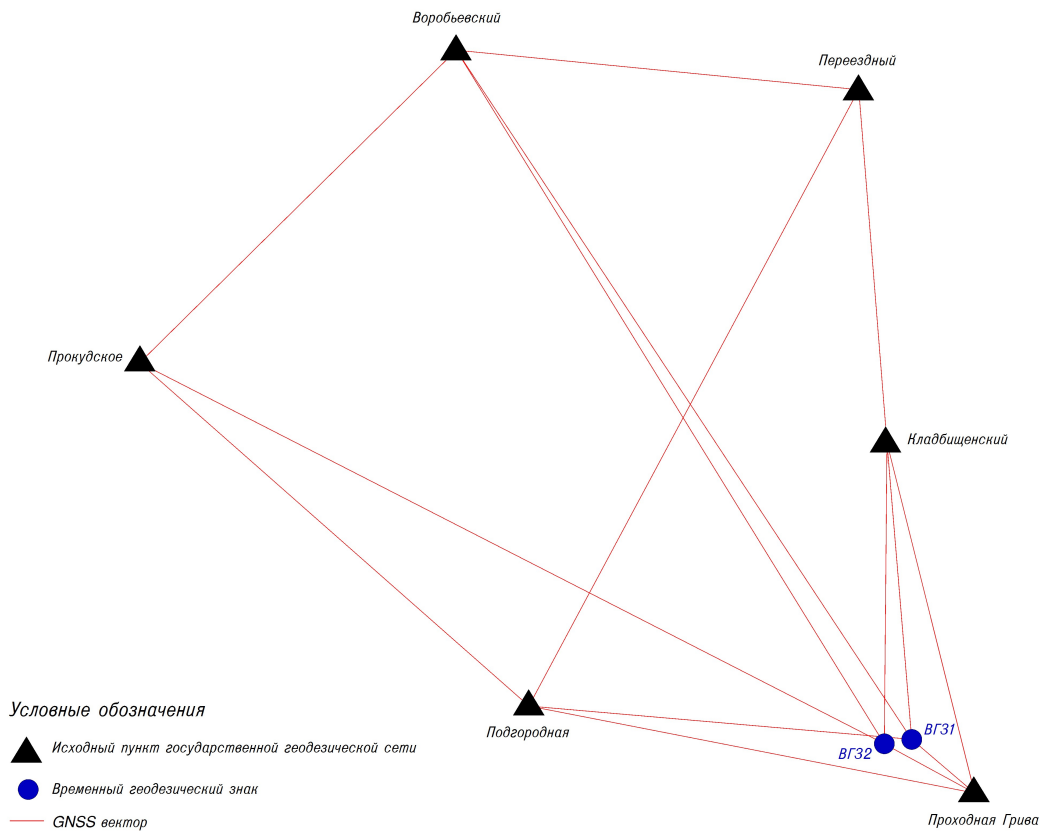 Воробьевский
Переездный
Прокудское
Кладбищенский
Условные обозначения
Подгородная
ВГЗ1
ВГЗ2
Исходный пункт государственной геодезической сети
Временный геодезический знак
GNSS вектор
Проходная Грива